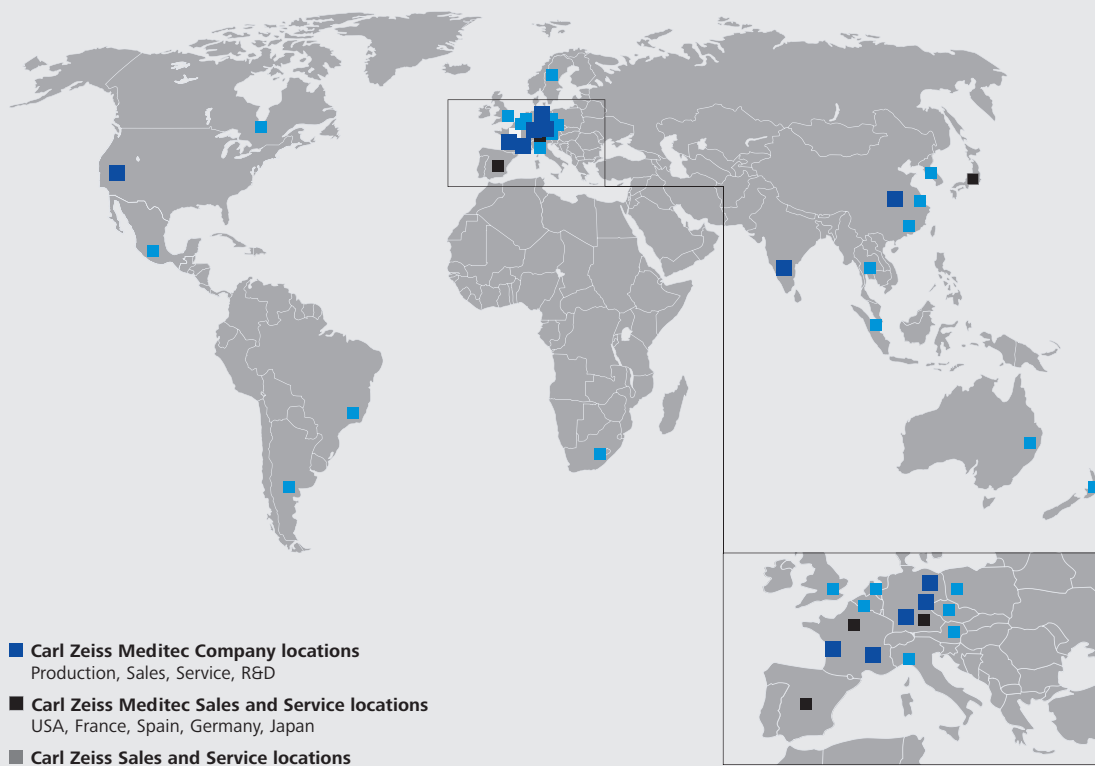 Carl Zeiss Meditec Company locations
Production, Sales, Service, R&D
Carl Zeiss Meditec Sales and Service locations
USA, France, Spain, Germany, Japan
Carl Zeiss Sales and Service locations